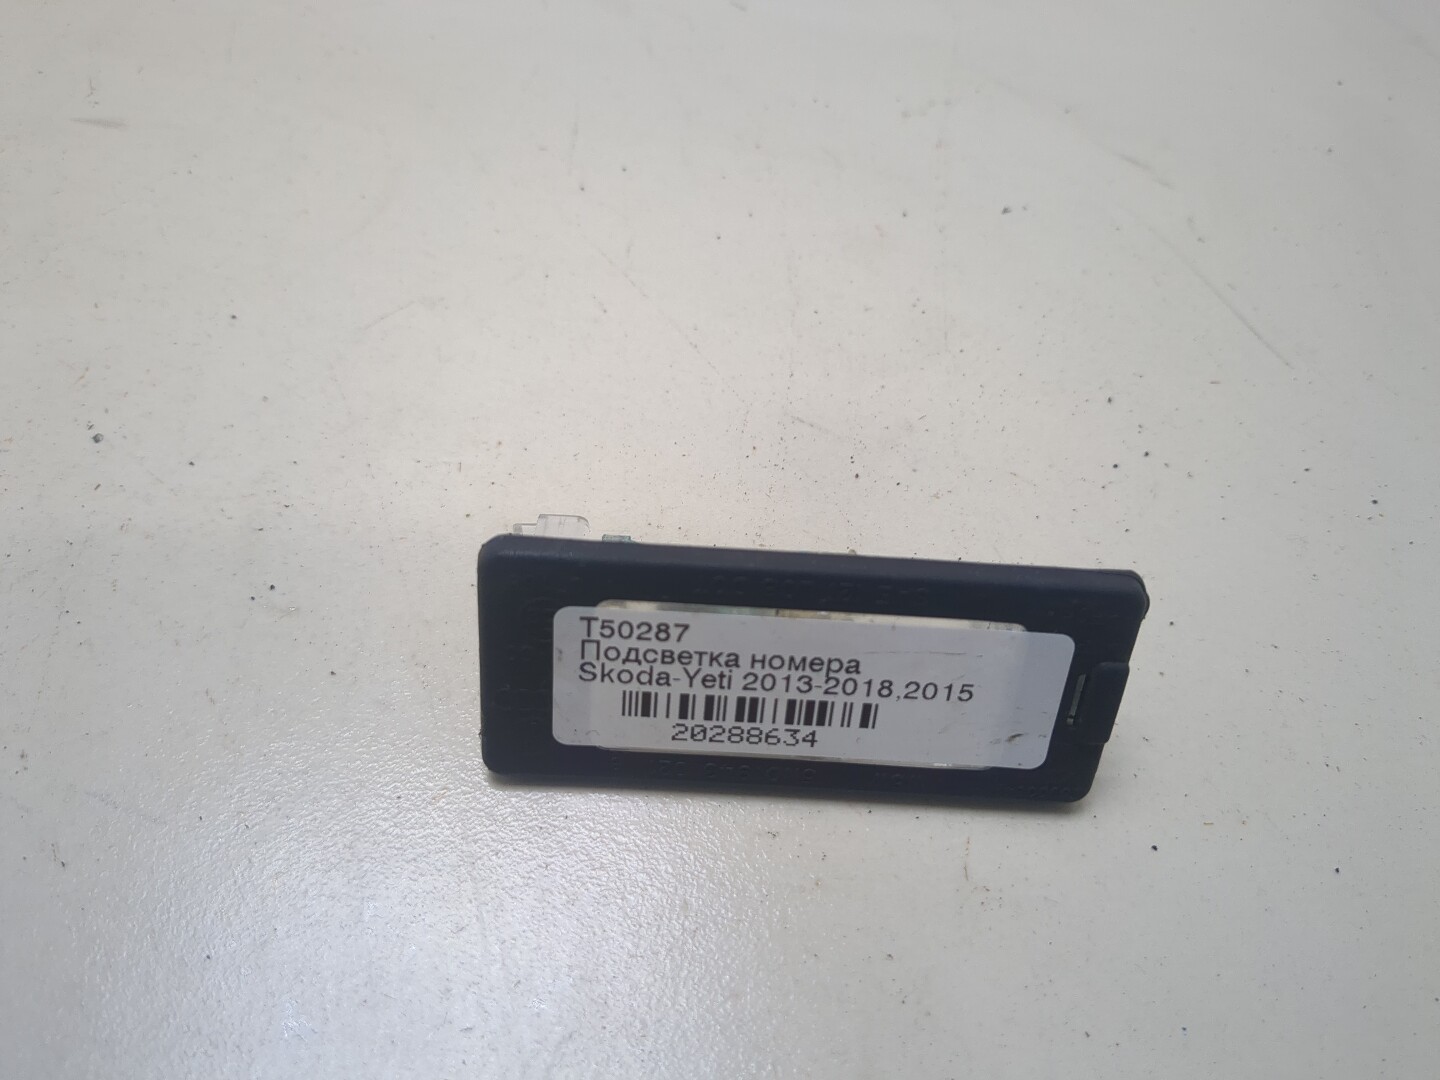 T50287
Подсветка номера
Skoda-Yeti 2013-2018,2015
20288634